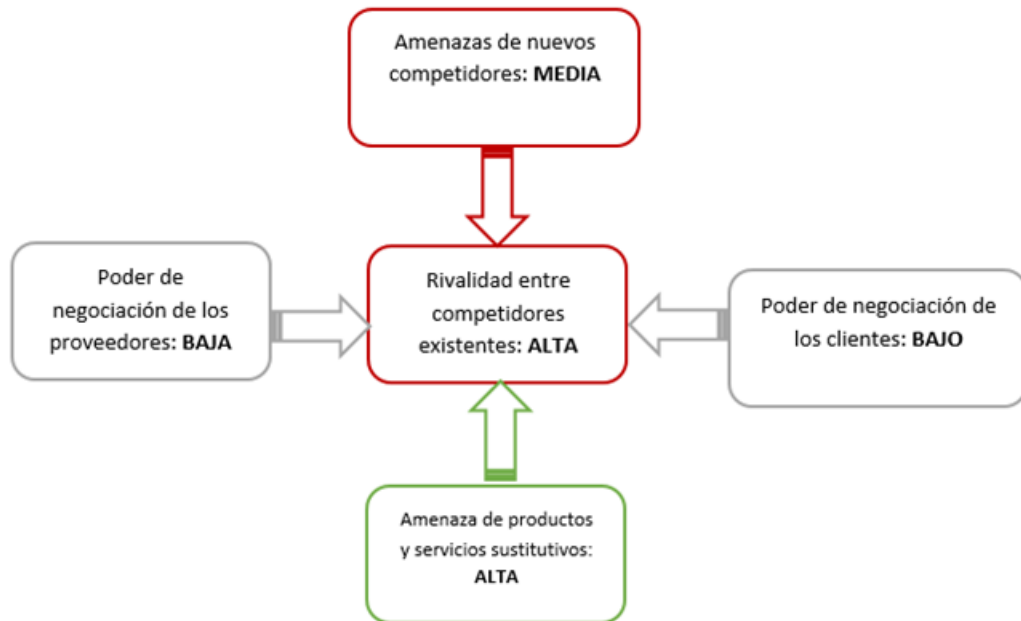 Amenazas de nuevos
competidores: MEDIA
Poder de
negociación de los
proveedores: BAJA
Rivalidad entre
competidores
existentes: ALTA
Poder de negociación de
los clientes: BAJO
Amenaza de productos
y servicios sustitutivos:
ALTA